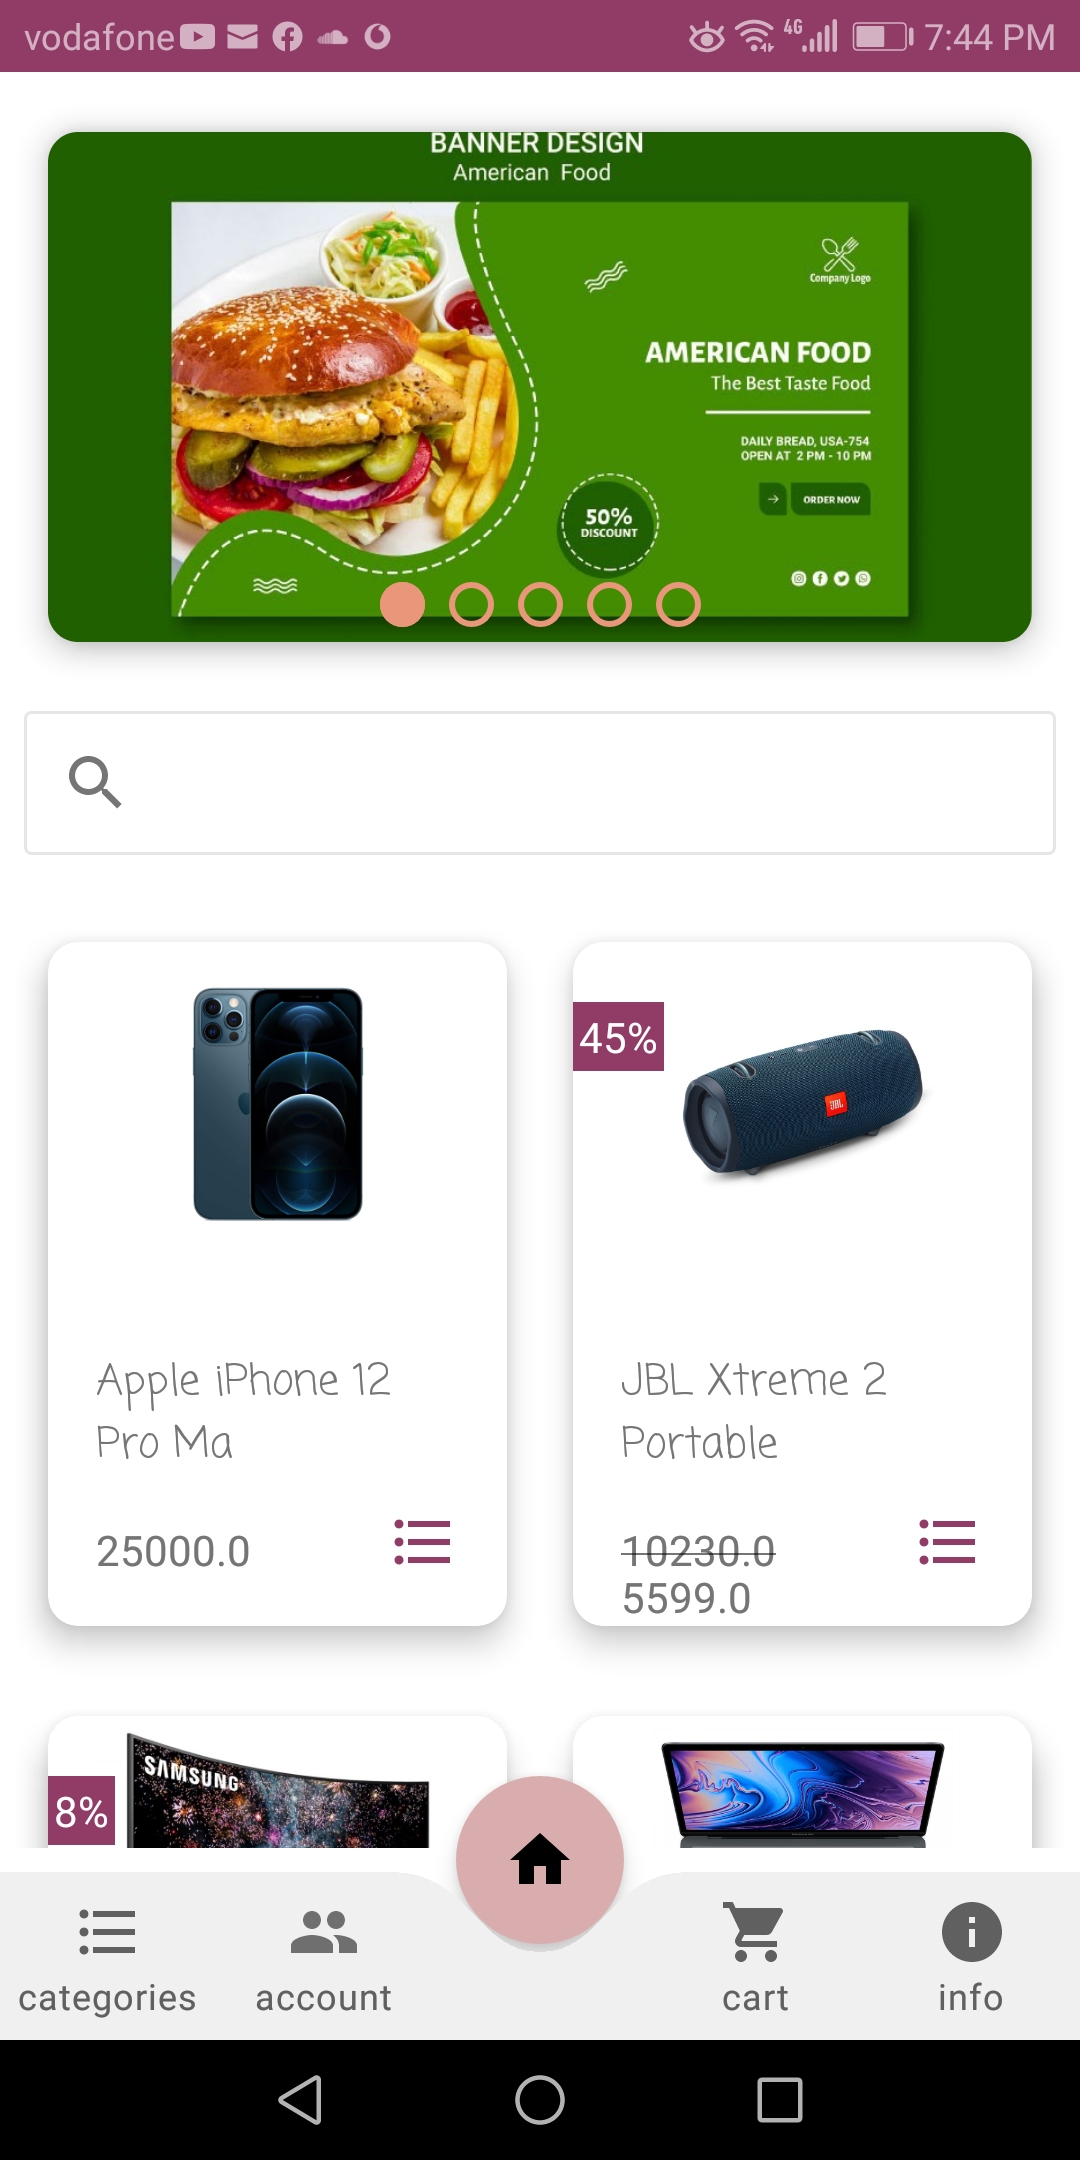 vodafone 4G 7:44 PM
BANNER DESIGN
American Food
Company Logo
AMERICAN FOOD
The Best Taste Food
DAILY BREAD, USA-754
OPEN AT 2 PM - 10 PM
ORDER NOW
50%
DISCOUNT
45%
JBL
Apple iPhone 12
Pro Ma
25000.0
JBL Xtreme 2
Portable
10230.0
5599.0
SAMSUNG
8%
categories
account
cart
info